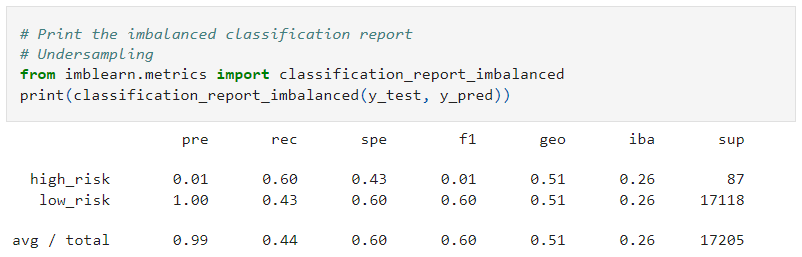 # Print the imbalanced classification report
# Undersampling
from imblearn.metrics import classification_report_imbalanced
print(classification_report_imbalanced(y_test, y_pred))
pre rec spe f1 geo iba sup
high_risk 0.01 0.60 0.43 0.01 0.51 0.26 87
low_risk 1.00 0.43 0.60 0.60 0.51 0.26 17118
avg / total 0.99 0.44 0.60 0.60 0.51 0.26 17205